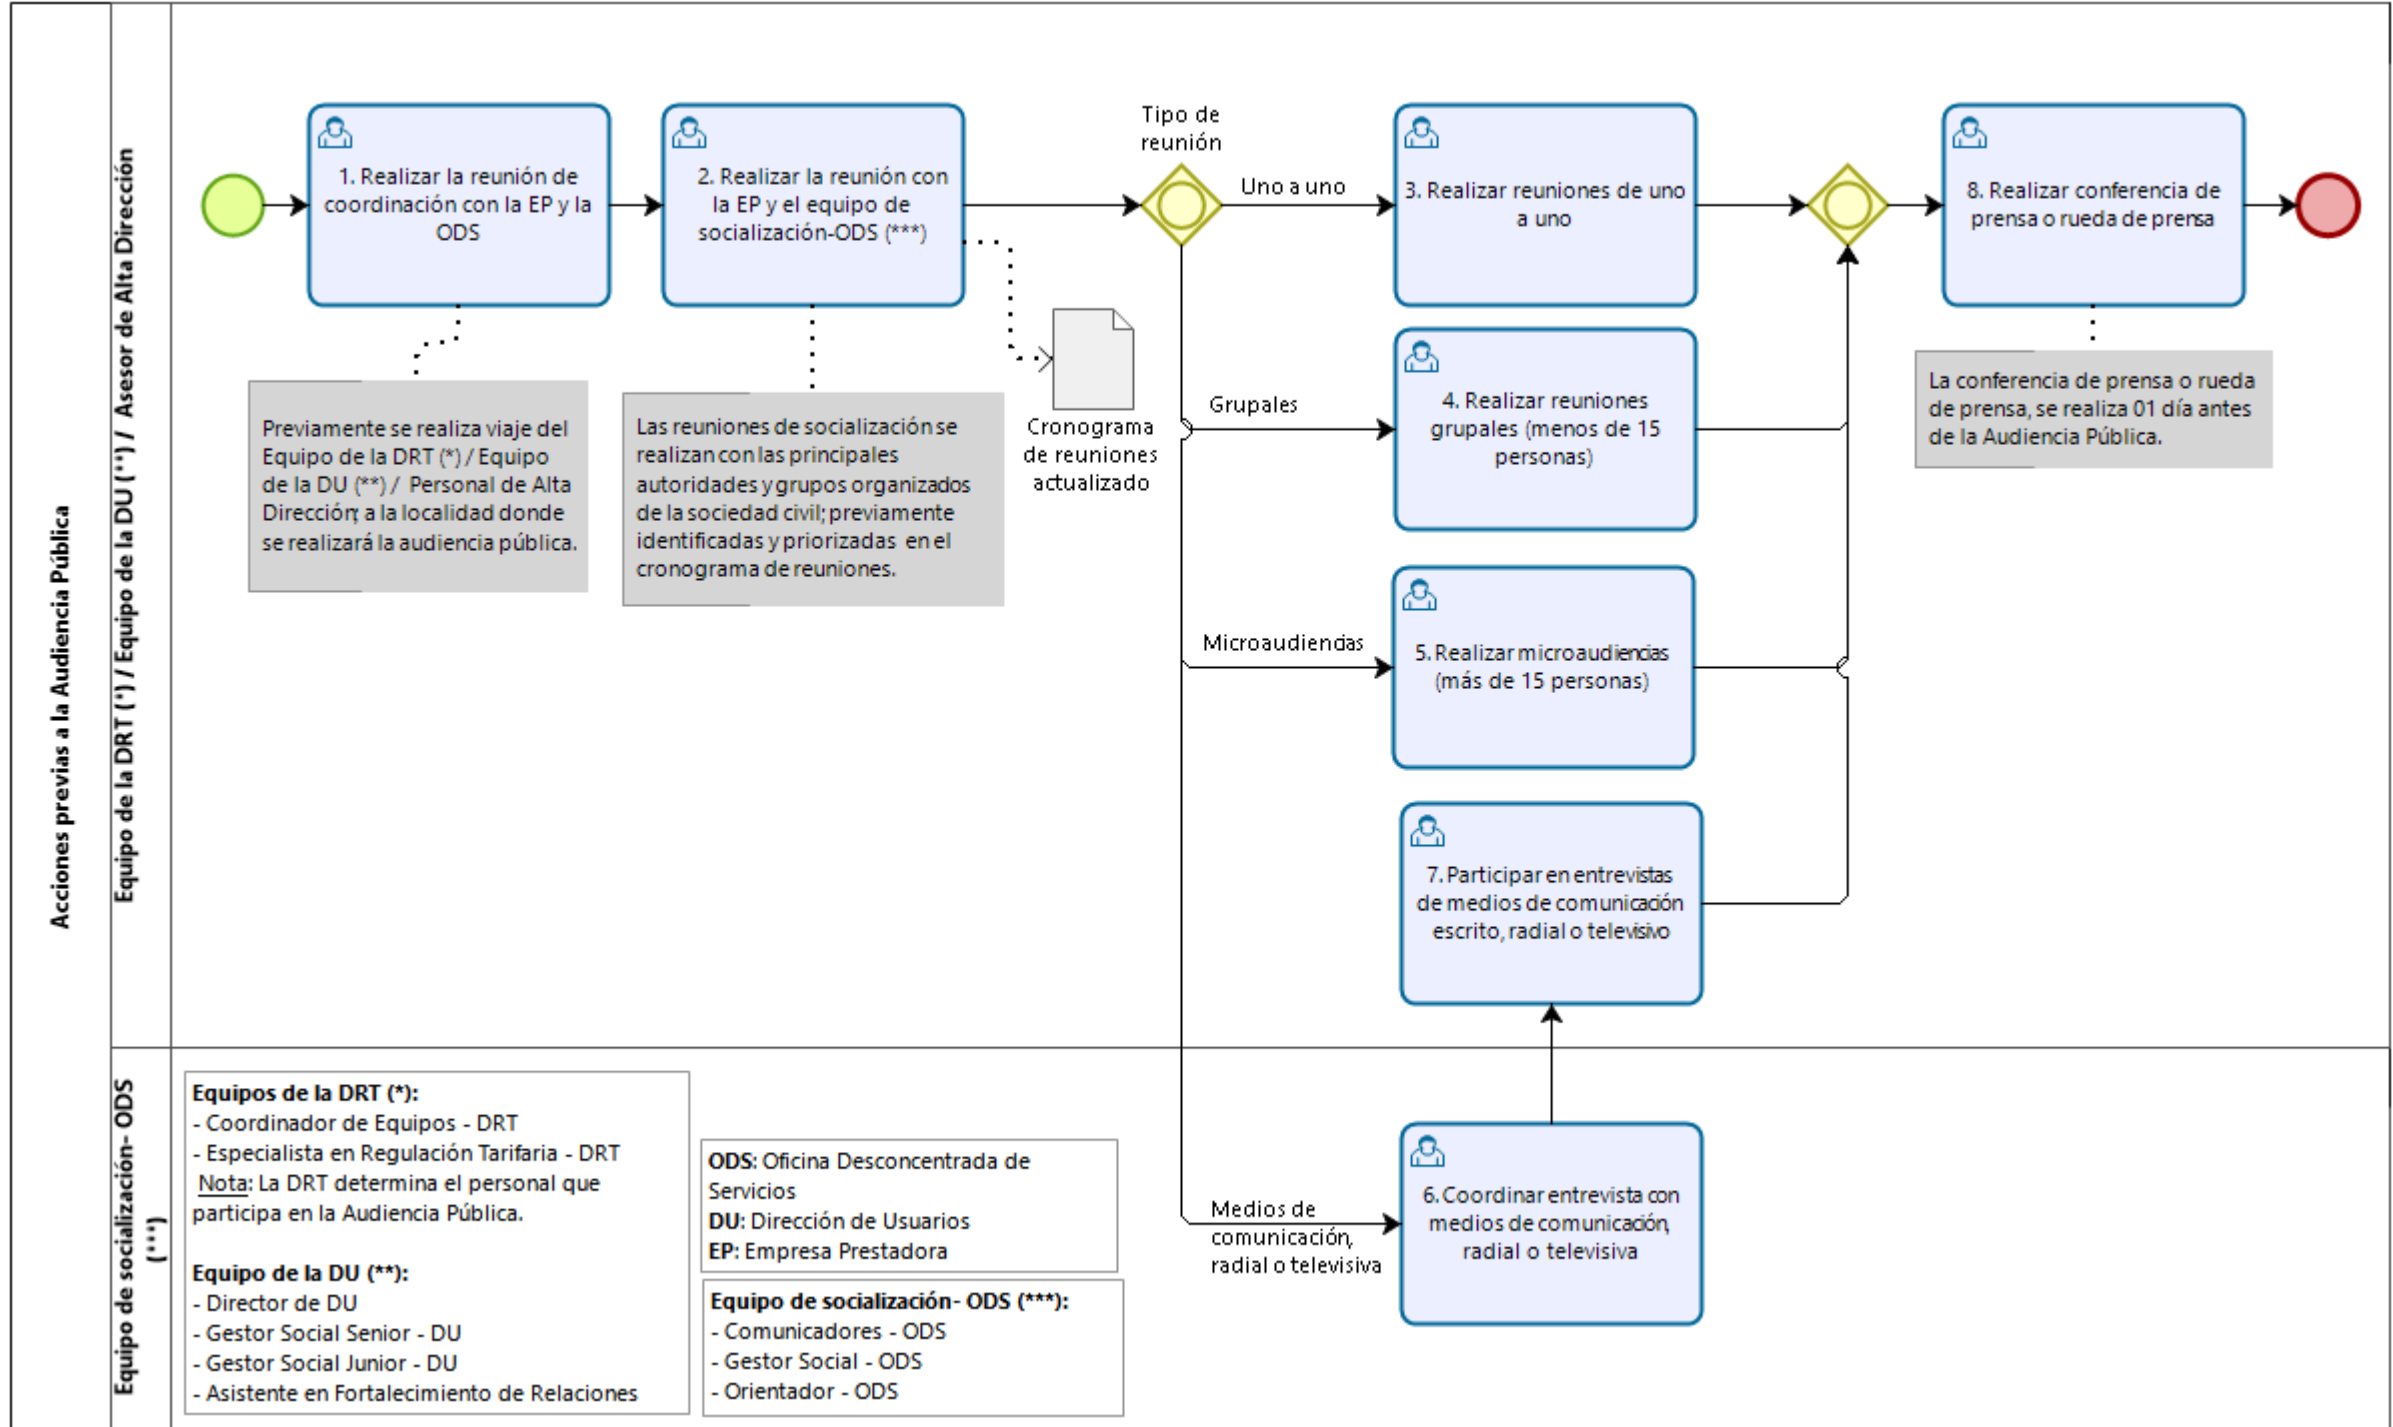 Acciones previas a la Audiencia Pública
Equipo de la DRT (*) / Equipo de la DU (**) / Asesor de Alta Dirección
1. Realizar la reunión de
coordinación con la EP y la
ODS
2. Realizar la reunión con
la EP y el equipo de
socialización-ODS (***)
Tipo de
reunión
Uno a uno
3. Realizar reuniones de uno
a uno
8. Realizar conferencia de
prensa o rueda de prensa
Previamente se realiza viaje del
Equipo de la DRT (*) / Equipo
de la DU (**) / Personal de Alta
Dirección; a la localidad donde
se realizará la audiencia pública.
Las reuniones de socialización se
realizan con las principales
autoridades y grupos organizados
de la sociedad civil; previamente
identificadas y priorizadas en el
cronograma de reuniones.
Cronograma
de reuniones
actualizado
Grupales
4. Realizar reuniones
grupales (menos de 15
personas)
La conferencia de prensa o rueda
de prensa, se realiza 01 día antes
de la Audiencia Pública.
Microaudiencias
5. Realizar microaudiencias
(más de 15 personas)
7. Participar en entrevistas
de medios de comunicación
escrito, radial o televisivo
Equipo de socialización- ODS
(***)
Equipos de la DRT (*):
- Coordinador de Equipos - DRT
- Especialista en Regulación Tarifaria - DRT
Nota: La DRT determina el personal que
participa en la Audiencia Pública.
Equipo de la DU (**):
- Director de DU
- Gestor Social Senior - DU
- Gestor Social Junior - DU
- Asistente en Fortalecimiento de Relaciones
ODS: Oficina Desconcentrada de
Servicios
DU: Dirección de Usuarios
EP: Empresa Prestadora
Equipo de socialización- ODS (***):
- Comunicadores - ODS
- Gestor Social - ODS
- Orientador - ODS
Medios de
comunicación,
radial o televisiva
6. Coordinar entrevista con
medios de comunicación,
radial o televisiva